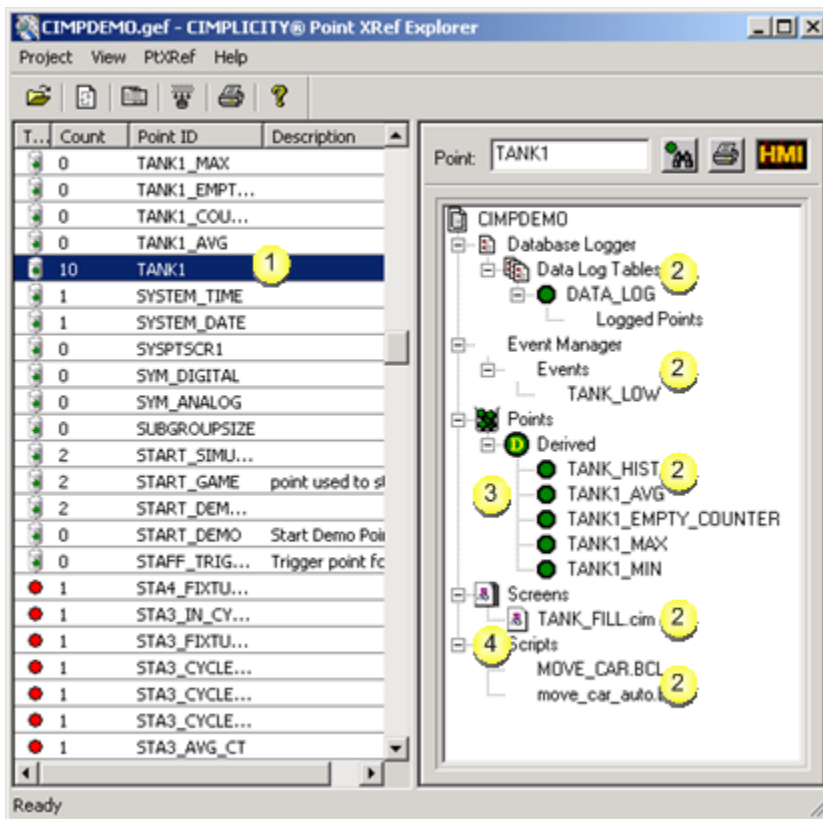 CIMPDEMO.gef - CIMPLICITY® Point XRef Explorer
Project View PtXRef Help
T... Count Point ID Description
0 TANK1_MAX
0 TANK1_EMPT...
0 TANK1_COU...
0 TANK1_AVG
10 TANK1 1
1 SYSTEM_TIME
1 SYSTEM_DATE
0 SYSPTSCR1
0 SYM_DIGITAL
0 SYM_ANALOG
0 SUBGROUPSIZE
2 START_SIMU...
2 START_GAME point used to st
2 START_DEM...
0 START_DEMO Start Demo Poi
0 STAFF_TRIG... Trigger point fo
1 STA4_FIXTU...
1 STA3_IN_CY...
1 STA3_FIXTU...
1 STA3_CYCLE...
1 STA3_CYCLE...
1 STA3_CYCLE...
1 STA3_AVG_CT
Point: TANK1 HMI
CIMPDEMO
Database Logger
Data Log Tables 2
DATA_LOG
Logged Points
Event Manager
Events 2
TANK_LOW
Points
D Derived
TANK_HIST 2
3 TANK1_AVG
TANK1_EMPTY_COUNTER
TANK1_MAX
TANK1_MIN
Screens
TANK_FILL.cim 2
4 Scripts
MOVE_CAR.BCL
move_car_auto. 2
Ready